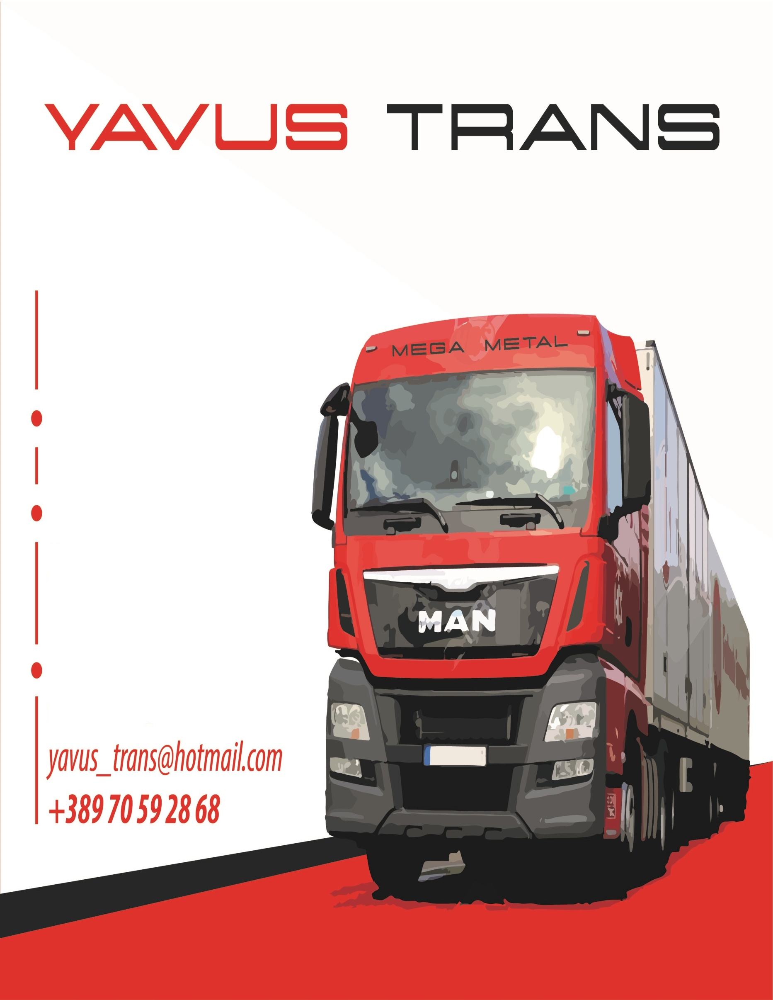 YAVUS TRANS
MEGA METAL
MAN
yavus_trans@hotmail.com
+389 70 59 28 68